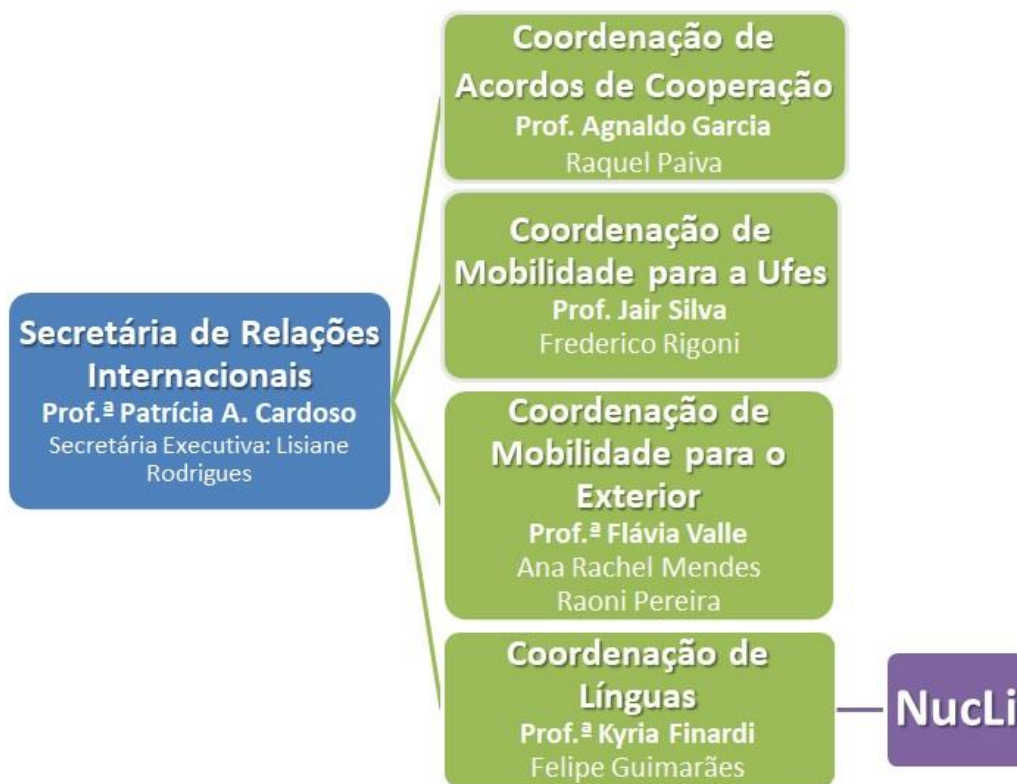 Secretária de Relações
Internacionais
Prof.ª Patrícia A. Cardoso
Secretária Executiva: Lisiane
Rodrigues
Coordenação de
Acordos de Cooperação
Prof. Agnaldo Garcia
Raquel Paiva
Coordenação de
Mobilidade para a Ufes
Prof. Jair Silva
Frederico Rigoni
Coordenação de
Mobilidade para o
Exterior
Prof.ª Flávia Valle
Ana Rachel Mendes
Raoni Pereira
Coordenação de
Línguas
Prof.ª Kyria Finardi
Felipe Guimarães
NucLi